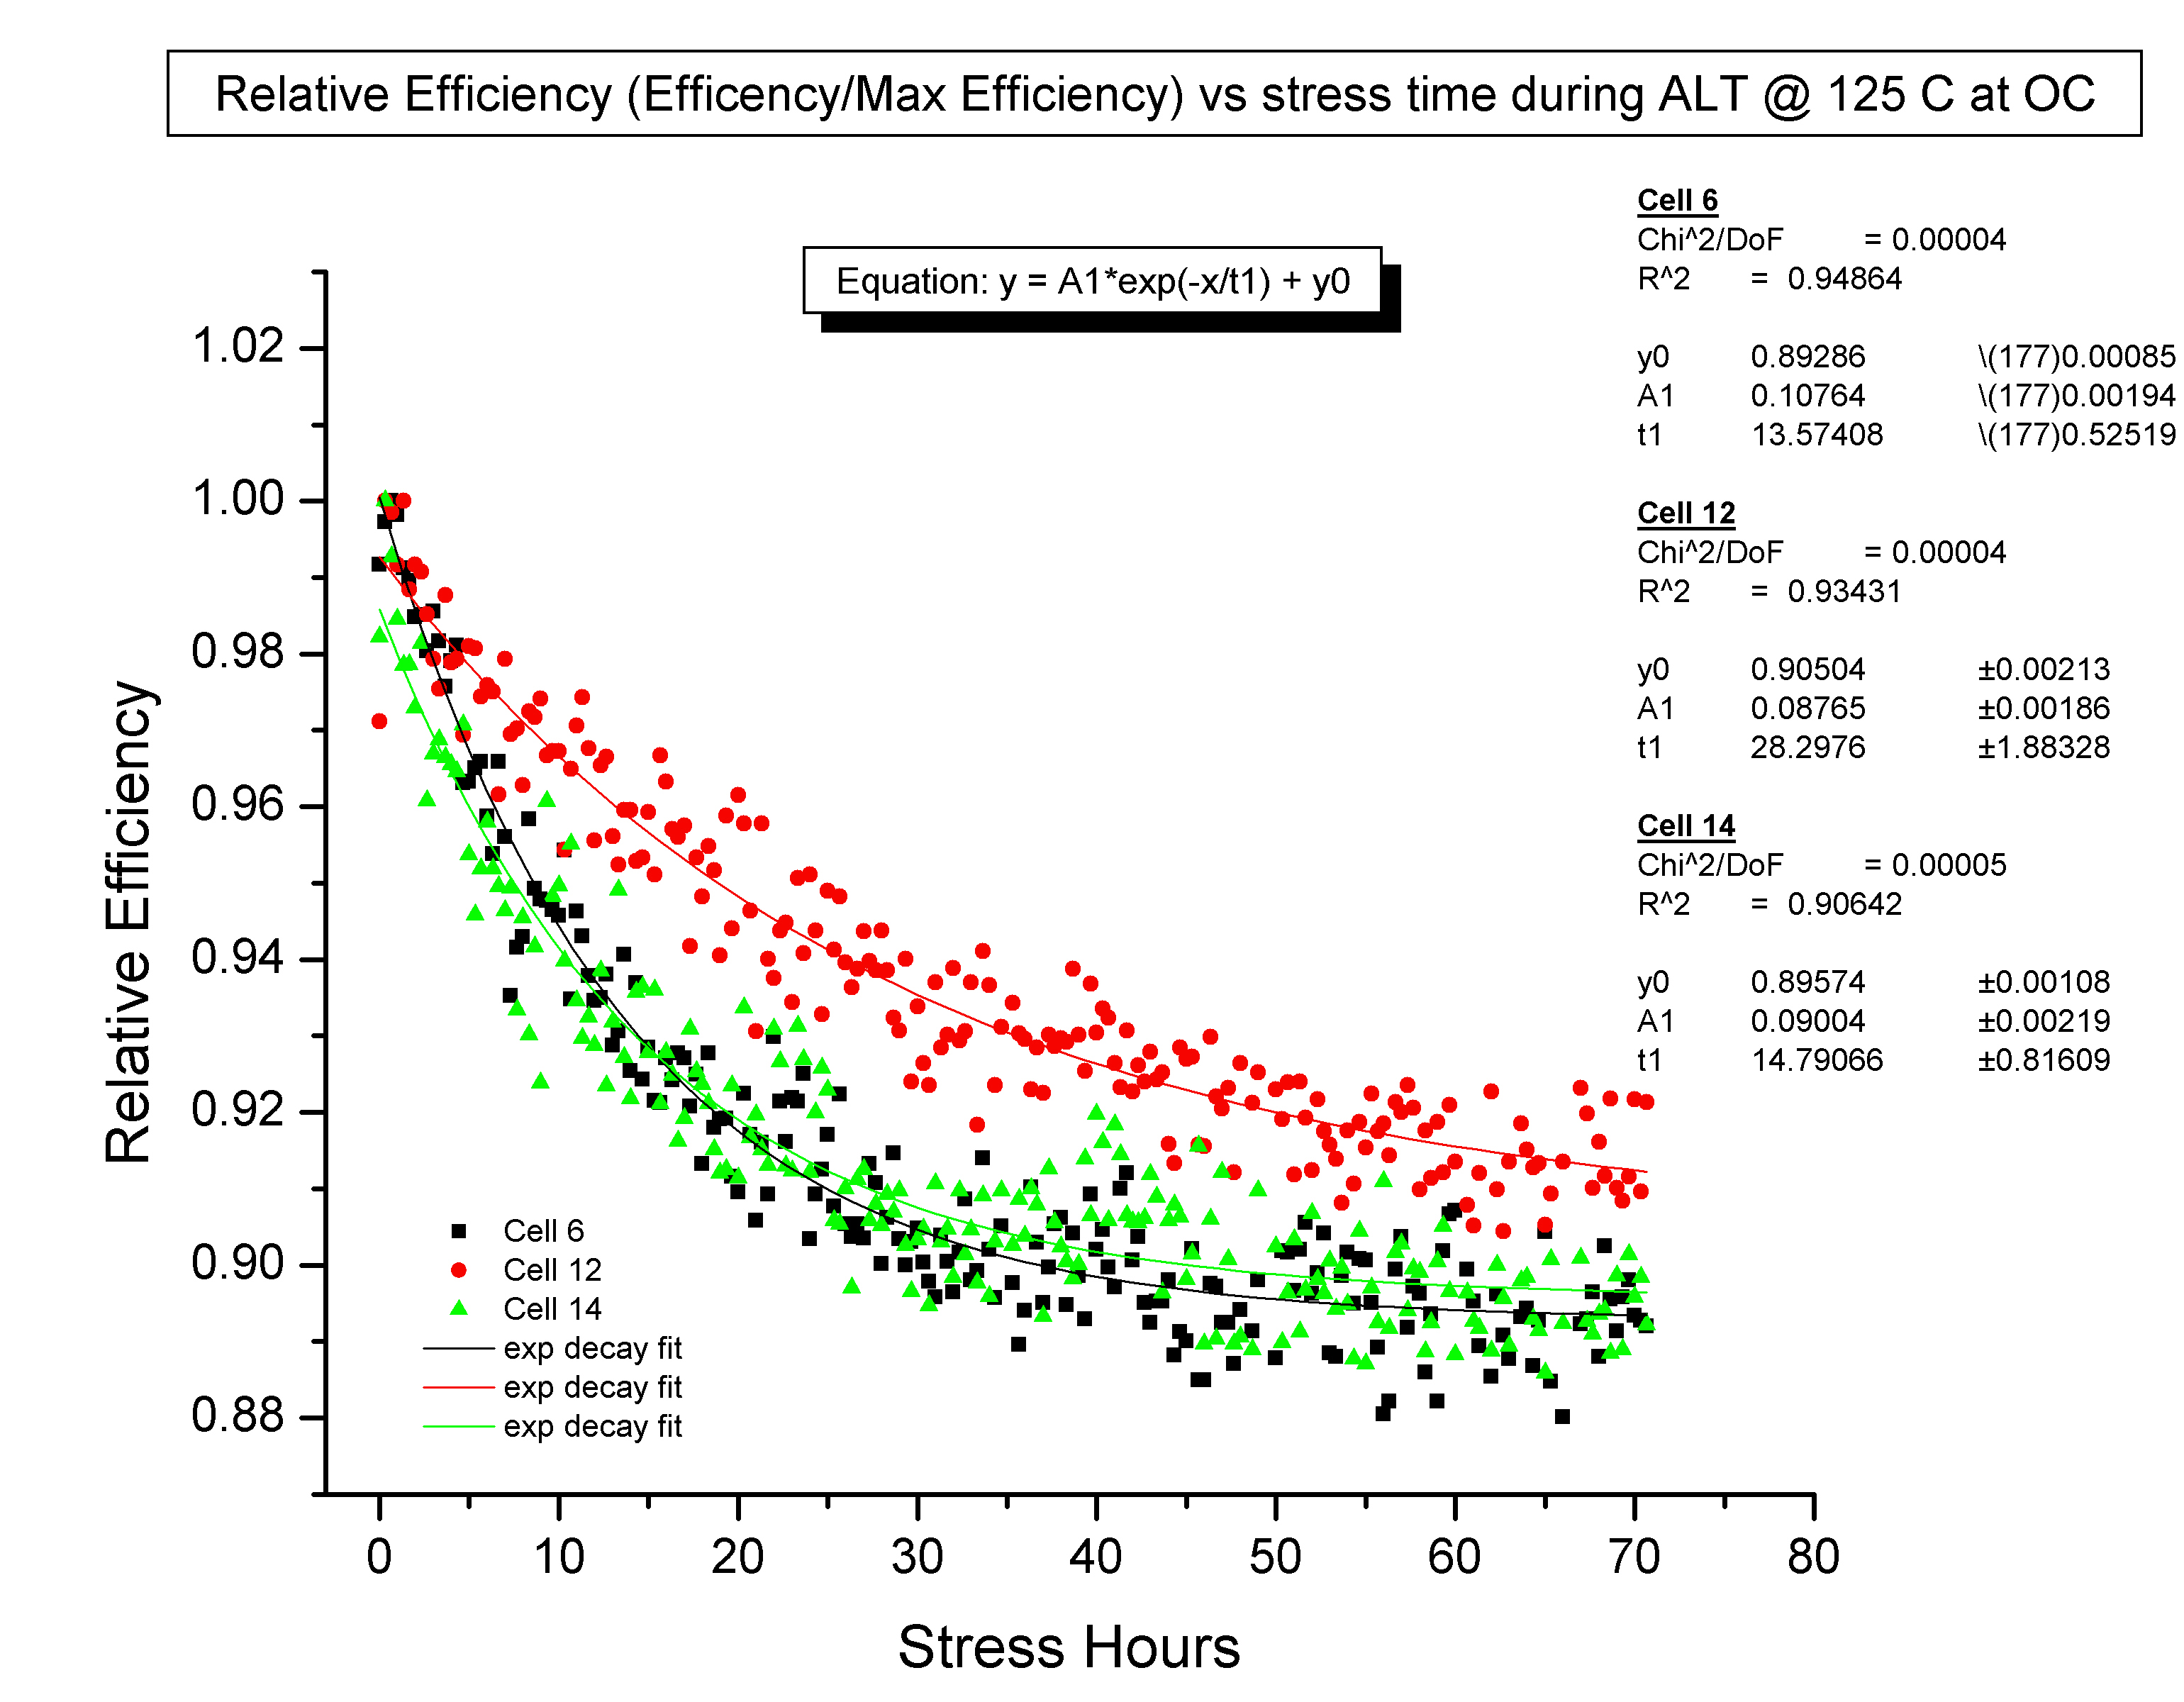 Relative Efficiency (Efficency/Max Efficiency) vs stress time during ALT @ 125 C at OC
Equation: y = A1*exp(-x/t1) + y0
Cell 6
Chi^2/DoF = 0.00004
R^2 = 0.94864
y0 0.89286 \(177)0.00085
A1 0.10764 \(177)0.00194
t1 13.57408 \(177)0.52519
Cell 12
Chi^2/DoF = 0.00004
R^2 = 0.93431
y0 0.90504 ±0.00213
A1 0.08765 ±0.00186
t1 28.2976 ±1.88328
Cell 14
Chi^2/DoF = 0.00005
R^2 = 0.90642
y0 0.89574 ±0.00108
A1 0.09004 ±0.00219
t1 14.79066 ±0.81609
Relative Efficiency
1.02
1.00
0.98
0.96
0.94
0.92
0.90
0.88
Cell 6
Cell 12
Cell 14
exp decay fit
exp decay fit
exp decay fit
0 10 20 30 40 50 60 70 80
Stress Hours